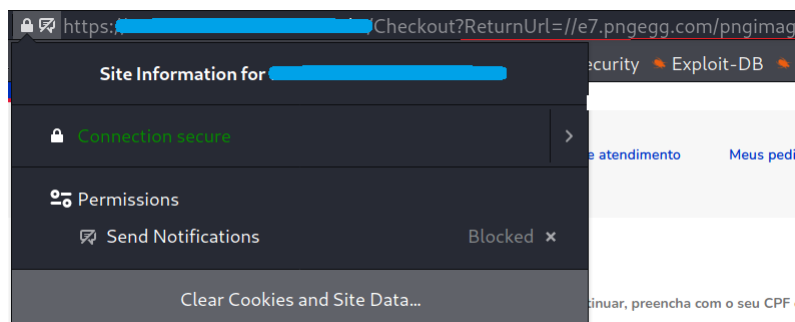 https:/ /Checkout?ReturnUrl=//e7.pngegg.com/pngimag
Site Information for
ecurity Exploit-DB
Connection secure
e atendimento Meus pedi
Permissions
Send Notifications Blocked ×
Clear Cookies and Site Data...
tinuar, preencha com o seu CPF